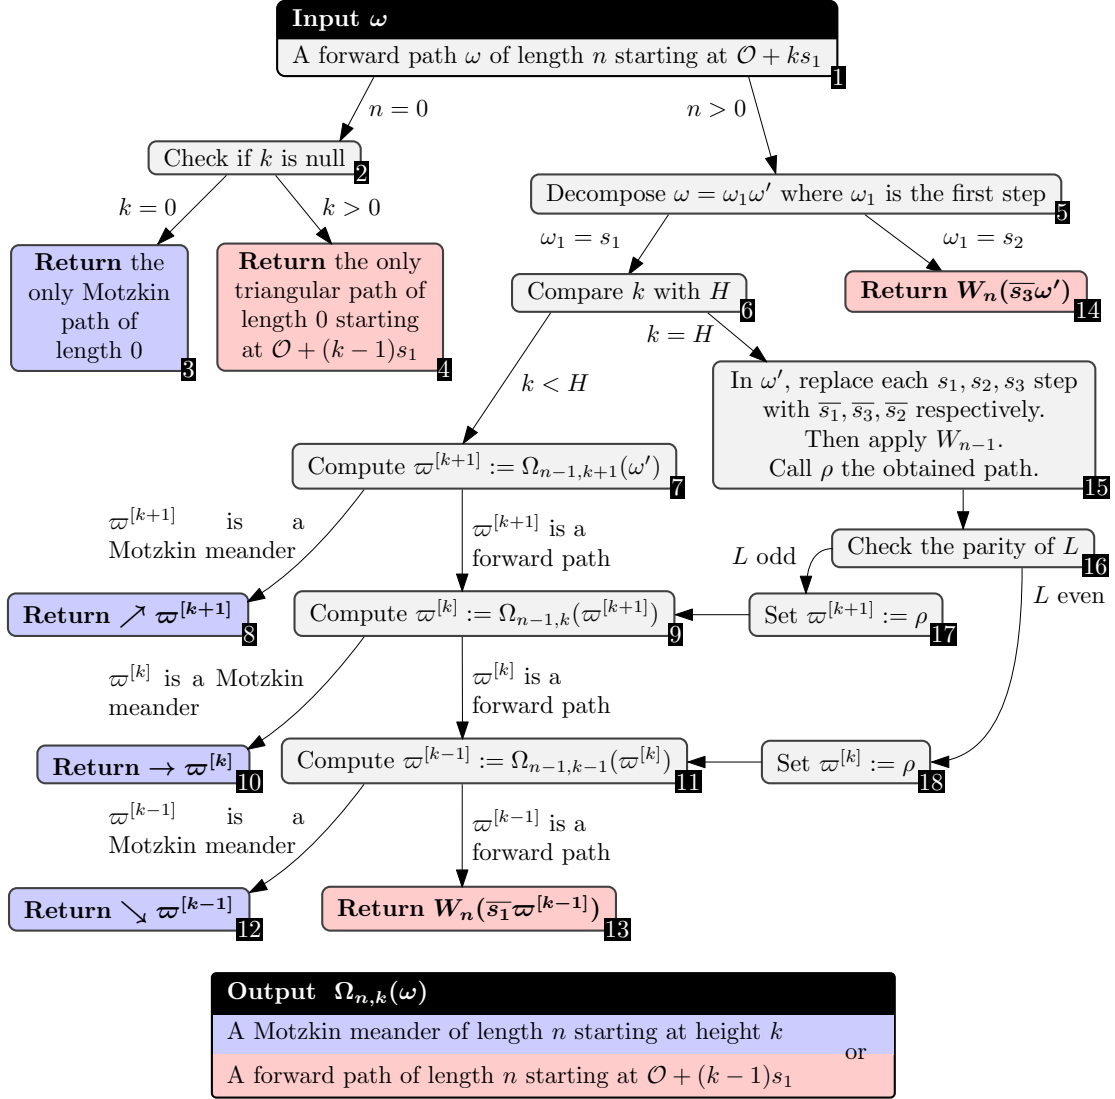 Input ω
A forward path ω of length n starting at 𝒪 + ks₁
1
n = 0
n > 0
Check if k is null
2
k = 0
k > 0
Decompose ω = ω₁ω′ where ω₁ is the first step
5
ω₁ = s₁
ω₁ = s₂
Return the
only Motzkin
path of
length 0
3
Return the only
triangular path of
length 0 starting
at 𝒪 + (k − 1)s₁
4
Compare k with H
6
Return Wₙ(s̅₃ω′)
14
k = H
k < H
In ω′, replace each s₁, s₂, s₃ step
with s̅₁, s̅₃, s̅₂ respectively.
Then apply Wₙ₋₁.
Call ρ the obtained path.
15
Compute ϖ^[k+1] := Ωₙ₋₁,ₖ₊₁(ω′)
7
ϖ^[k+1] is a
Motzkin meander
ϖ^[k+1] is a
forward path
Check the parity of L
16
L odd
L even
Return ↗ ϖ^[k+1]
8
Compute ϖ^[k] := Ωₙ₋₁,ₖ(ϖ^[k+1])
9
Set ϖ^[k+1] := ρ
17
ϖ^[k] is a Motzkin
meander
ϖ^[k] is a
forward path
Return → ϖ^[k]
10
Compute ϖ^[k−1] := Ωₙ₋₁,ₖ₋₁(ϖ^[k])
11
Set ϖ^[k] := ρ
18
ϖ^[k−1] is a
Motzkin meander
ϖ^[k−1] is a
forward path
Return ↘ ϖ^[k−1]
12
Return Wₙ(s̅₁ϖ^[k−1])
13
Output Ωₙ,ₖ(ω)
A Motzkin meander of length n starting at height k
or
A forward path of length n starting at 𝒪 + (k − 1)s₁